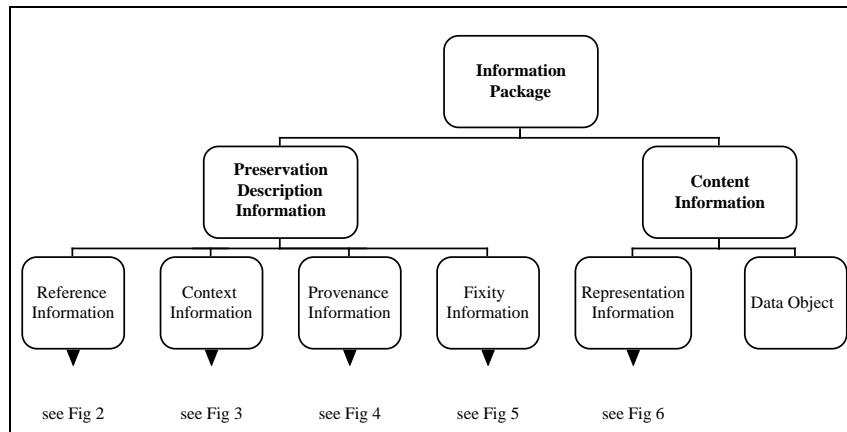 Information
Package
Preservation
Description
Information
Content
Information
Reference
Information
Context
Information
Provenance
Information
Fixity
Information
Representation
Information
Data Object
see Fig 2
see Fig 3
see Fig 4
see Fig 5
see Fig 6